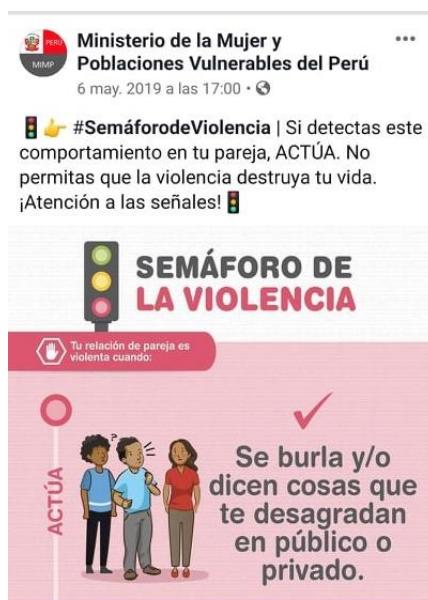 PERÚ
MIMP
Ministerio de la Mujer y
Poblaciones Vulnerables del Perú
6 may. 2019 a las 17:00 ·
🚦 👉 #SemáforodeViolencia | Si detectas este
comportamiento en tu pareja, ACTÚA. No
permitas que la violencia destruya tu vida.
¡Atención a las señales! 🚦
SEMÁFORO DE
LA VIOLENCIA
Tu relación de pareja es
violenta cuando:
ACTÚA
?
Se burla y/o
dicen cosas que
te desagradan
en público o
privado.